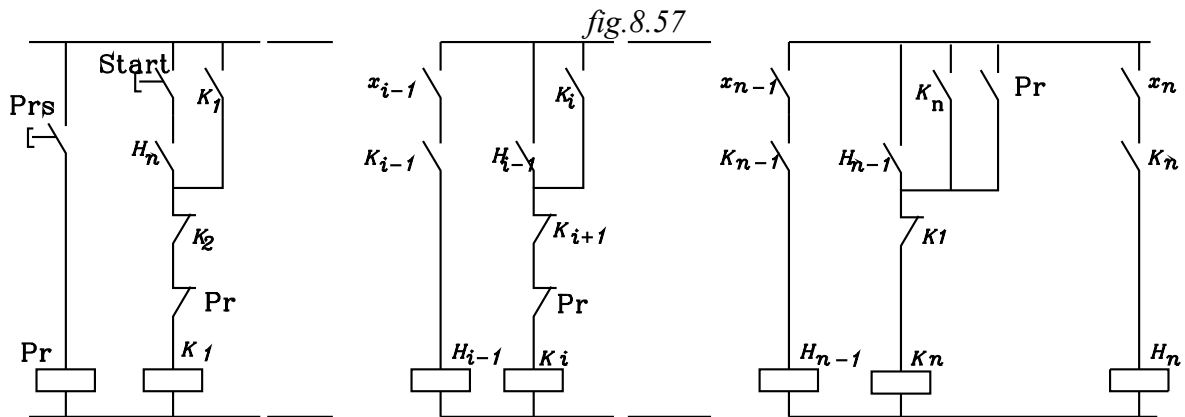 fig.8.57
Start
K1
xi-1
Ki
xn-1
Kn
Pr
xn
Prs
Hn
Ki-1
Hi-1
Kn-1
Hn-1
Kn
K2
Ki+1
K1
Pr
Pr
Pr
K1
Hi-1
Ki
Hn-1
Kn
Hn